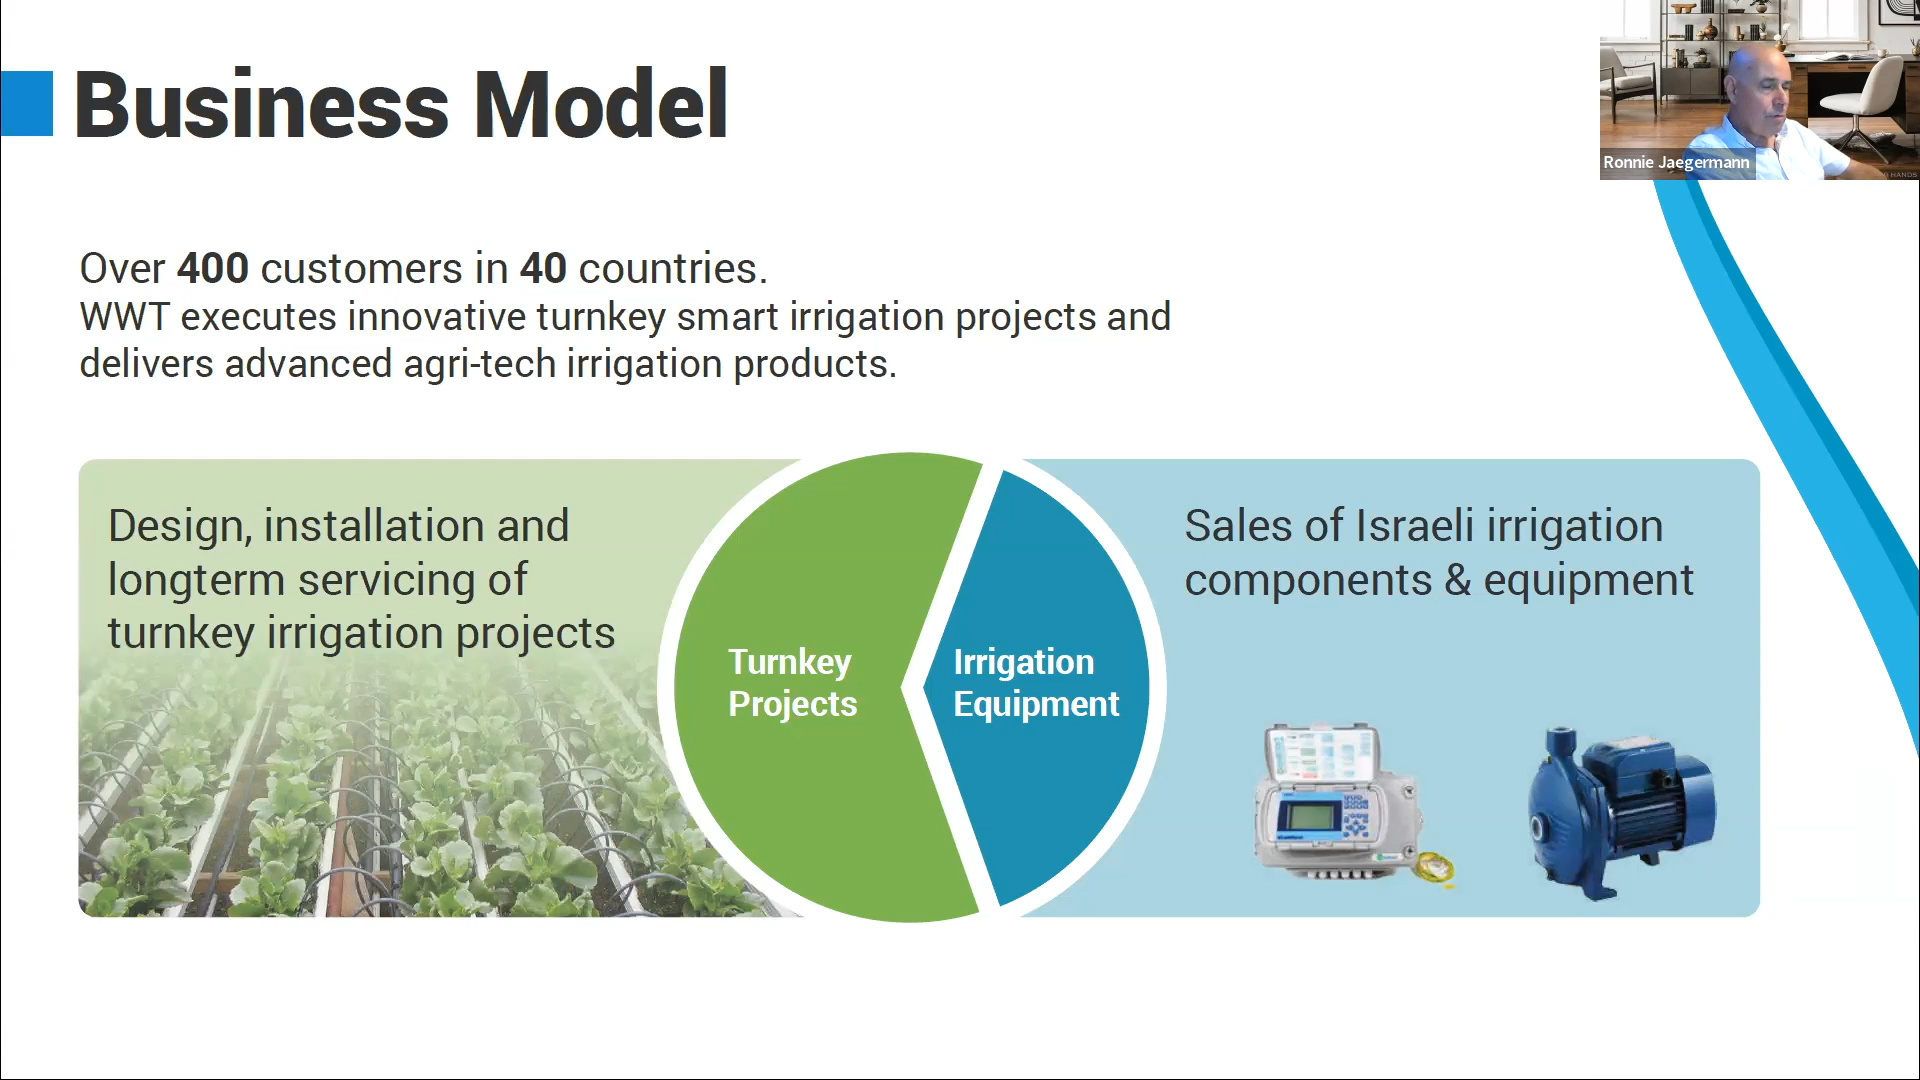 Business Model
Ronnie Jaegermann
Over 400 customers in 40 countries.
WWT executes innovative turnkey smart irrigation projects and
delivers advanced agri-tech irrigation products.
Design, installation and
longterm servicing of
turnkey irrigation projects
Turnkey
Projects
Irrigation
Equipment
Sales of Israeli irrigation
components & equipment